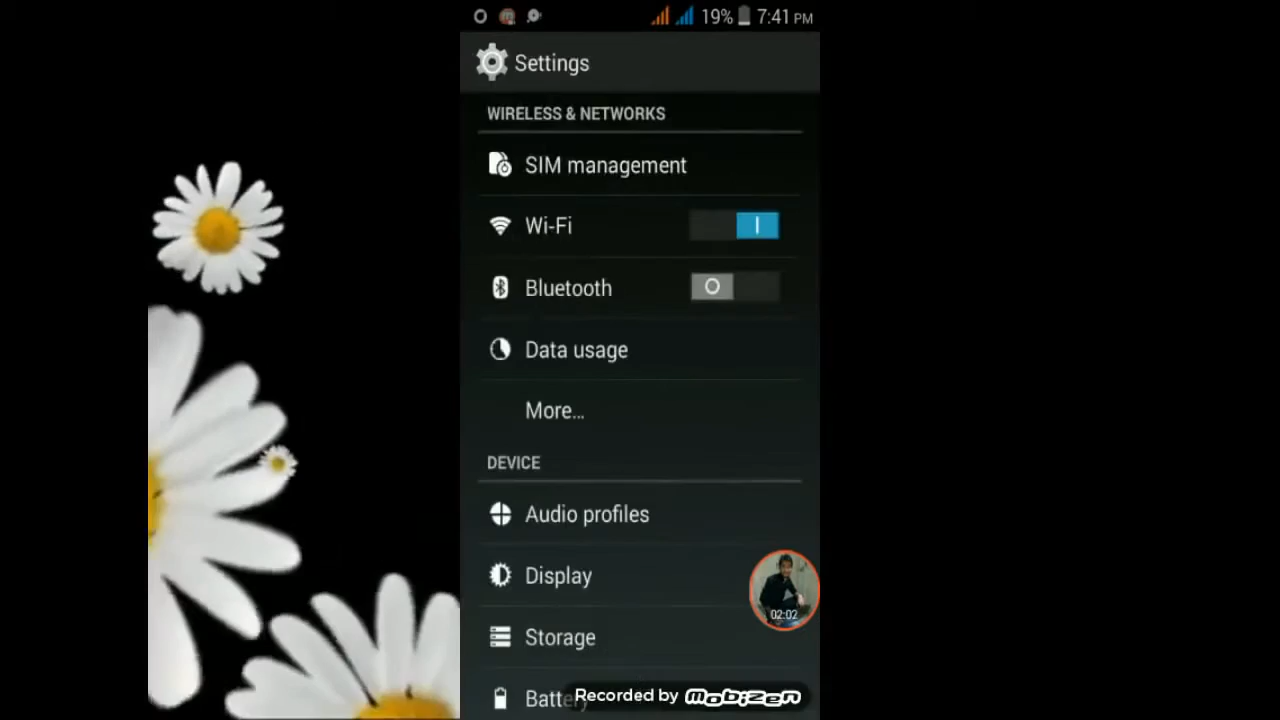 19% 7:41 PM
Settings
WIRELESS & NETWORKS
SIM management
Wi-Fi
Bluetooth
Data usage
More...
DEVICE
Audio profiles
Display
02:02
Storage
Battery
Recorded by mobizen